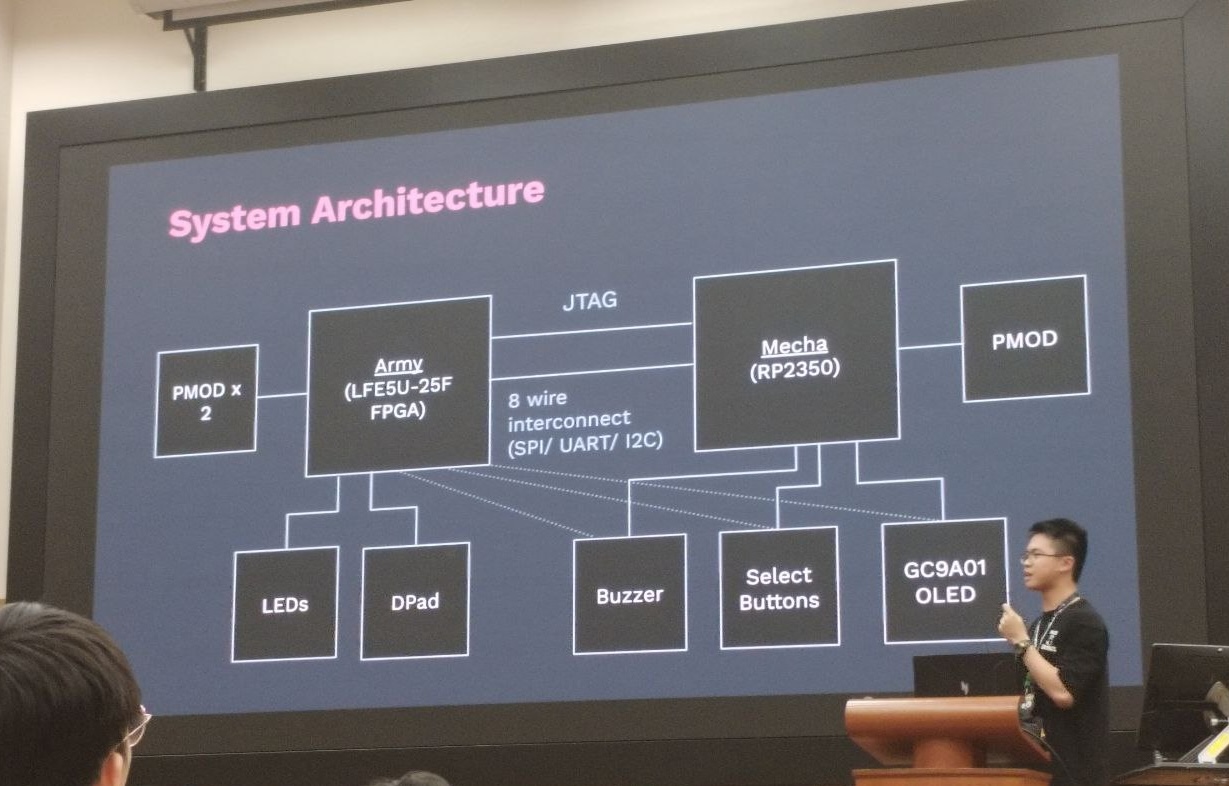 System Architecture
JTAG
PMOD x
2
Army
(LFE5U-25F
FPGA)
8 wire
interconnect
(SPI/ UART/ I2C)
Mecha
(RP2350)
PMOD
LEDs
DPad
Buzzer
Select
Buttons
GC9A01
OLED